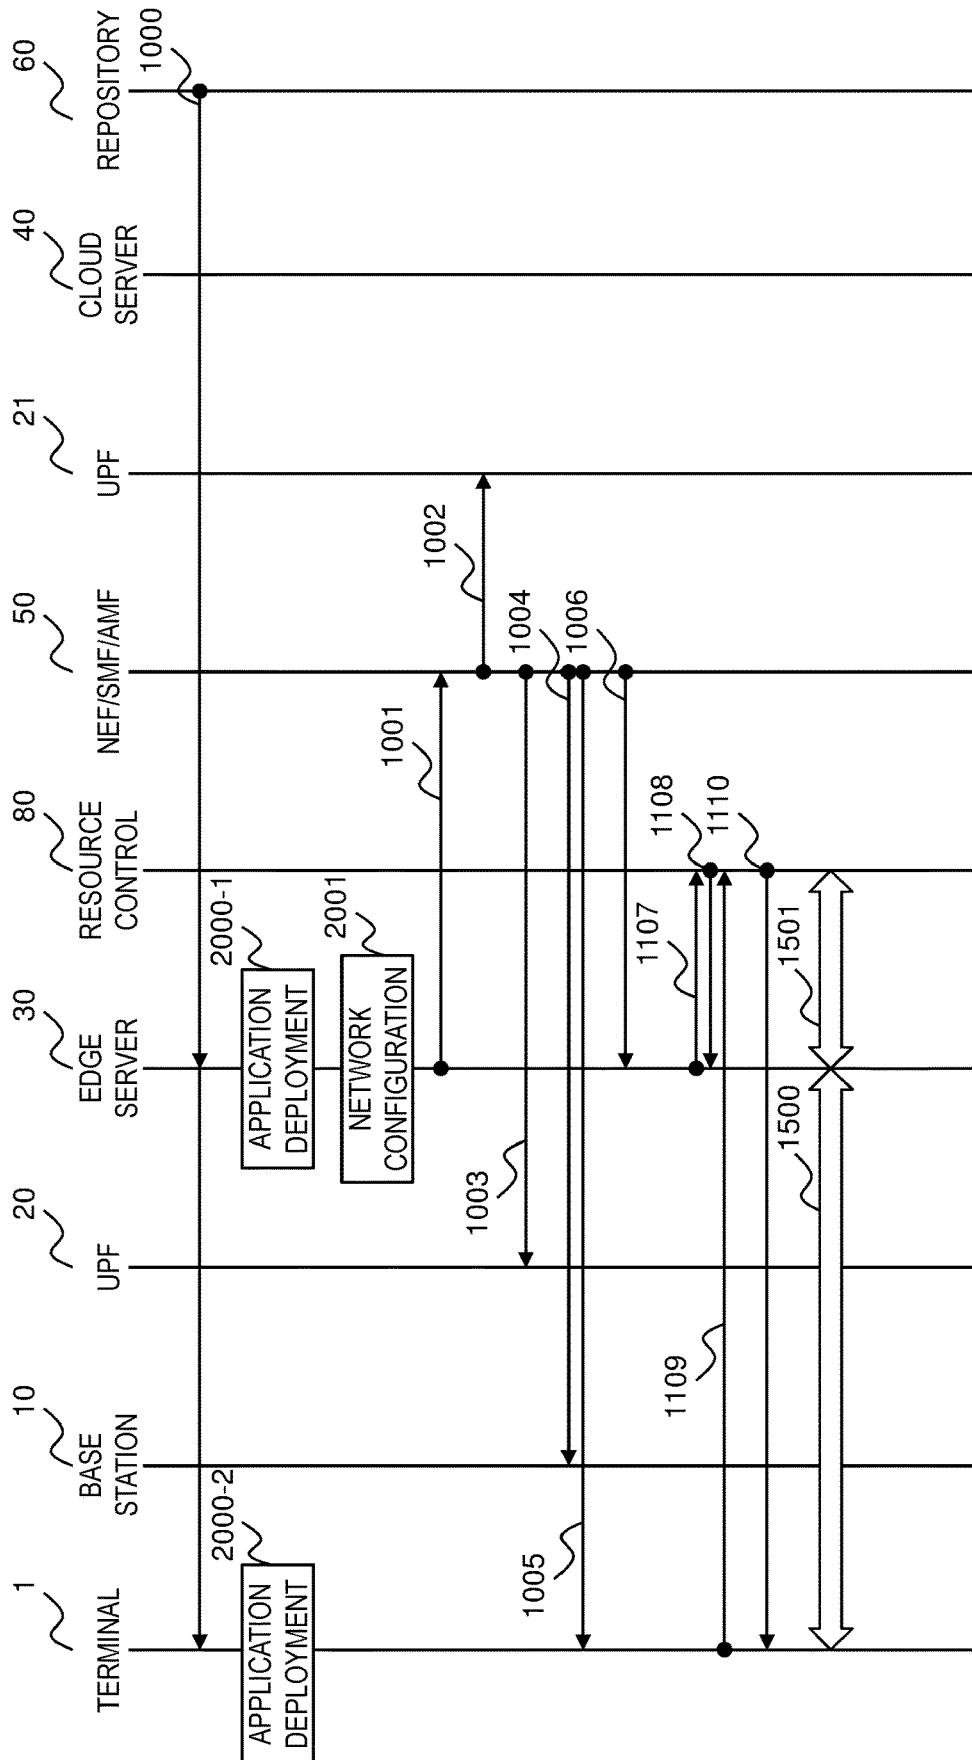 1
10
20
30
80
50
21
40
60
TERMINAL
BASE
STATION
UPF
EDGE
SERVER
RESOURCE
CONTROL
NEF/SMF/AMF
UPF
CLOUD
SERVER
REPOSITORY
1000
2000-2
APPLICATION
DEPLOYMENT
2000-1
APPLICATION
DEPLOYMENT
2001
NETWORK
CONFIGURATION
1001
1002
1003
1004
1005
1006
1107
1108
1109
1110
1500
1501